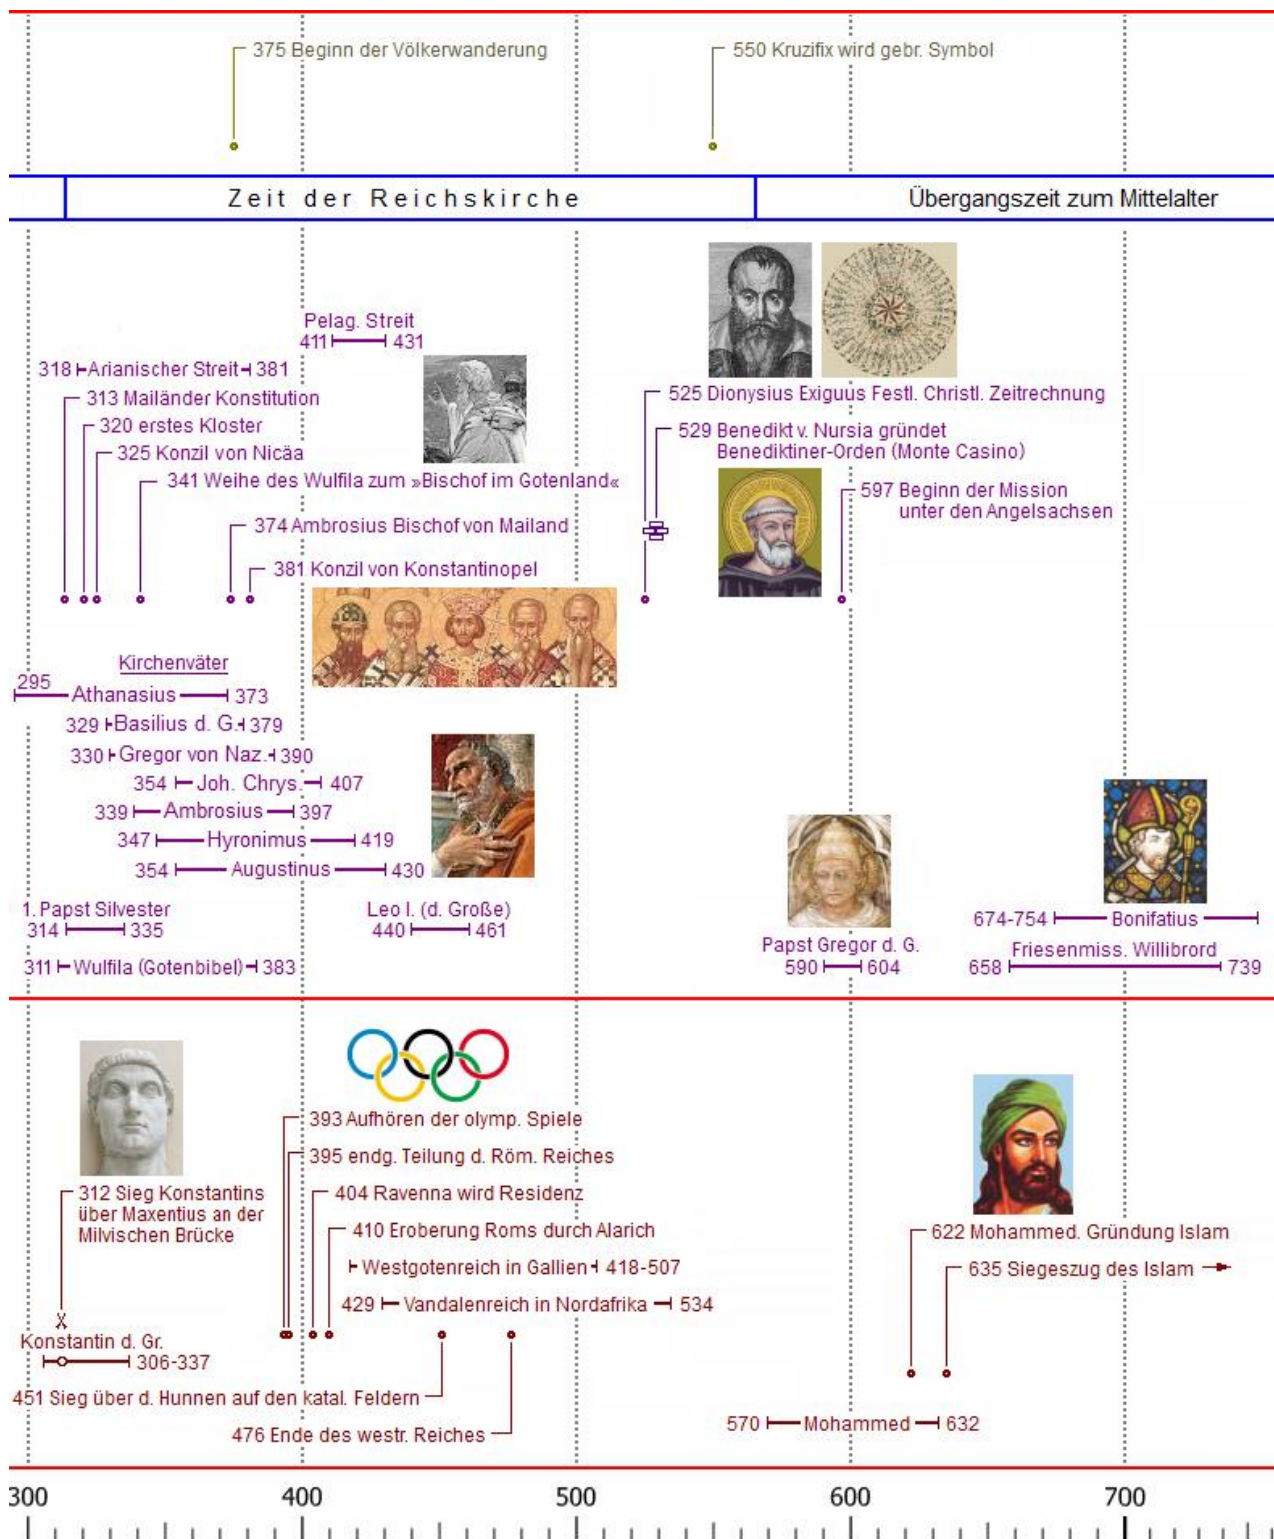 375 Beginn der Völkerwanderung
550 Kruzifix wird gebr. Symbol
Zeit der Reichskirche
Übergangszeit zum Mittelalter
Pelag. Streit
411 431
318 Arianischer Streit 381
313 Mailänder Konstitution
320 erstes Kloster
325 Konzil von Nicäa
341 Weihe des Wulfila zum »Bischof im Gotenland«
374 Ambrosius Bischof von Mailand
381 Konzil von Konstantinopel
525 Dionysius Exiguus Festl. Christl. Zeitrechnung
529 Benedikt v. Nursia gründet
Benediktiner-Orden (Monte Casino)
597 Beginn der Mission
unter den Angelsachsen
Kirchenväter
295 Athanasius 373
329 Basilius d. G. 379
330 Gregor von Naz. 390
354 Joh. Chrys. 407
339 Ambrosius 397
347 Hyronimus 419
354 Augustinus 430
1. Papst Silvester
314 335
Leo I. (d. Große)
440 461
311 Wulfila (Gotenbibel) 383
Papst Gregor d. G.
590 604
674-754 Bonifatius
Friesenmiss. Willibrord
658 739
393 Aufhören der olymp. Spiele
395 endg. Teilung d. Röm. Reiches
404 Ravenna wird Residenz
410 Eroberung Roms durch Alarich
Westgotenreich in Gallien 418-507
429 Vandalenreich in Nordafrika 534
312 Sieg Konstantins
über Maxentius an der
Milvischen Brücke
Konstantin d. Gr.
306-337
451 Sieg über d. Hunnen auf den katal. Feldern
476 Ende des westr. Reiches
622 Mohammed. Gründung Islam
635 Siegeszug des Islam
570 Mohammed 632
300 400 500 600 700